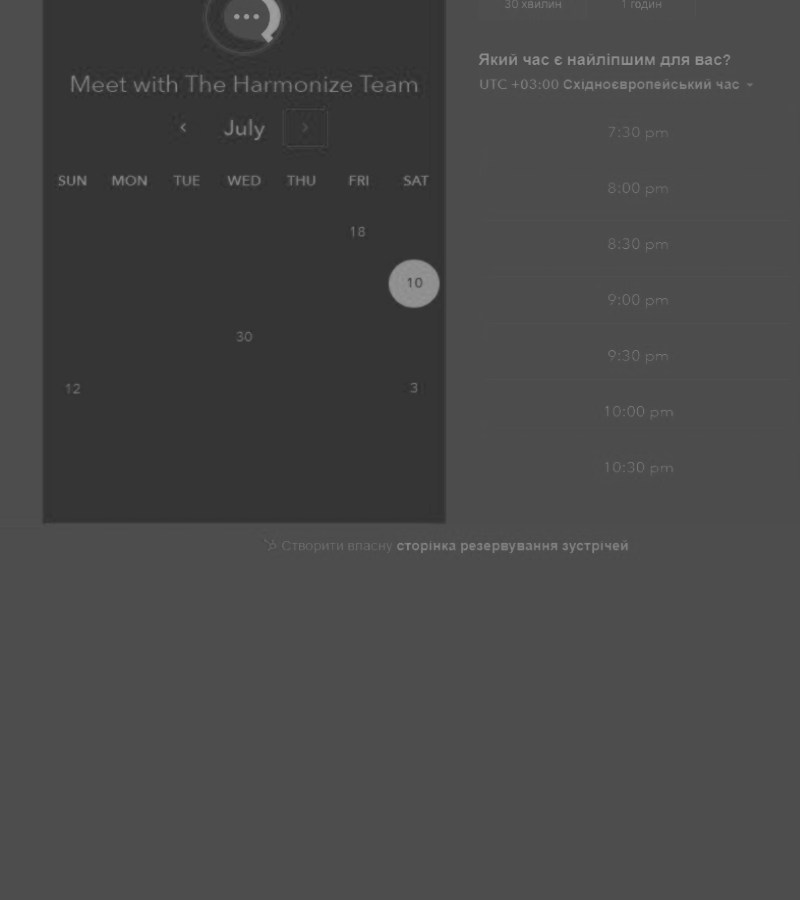 30 хвилин
1 годин
Meet with The Harmonize Team
July
SUN MON TUE WED THU FRI SAT
18
10
30
12 3
Який час є найліпшим для вас?
UTC +03:00 Східноєвропейський час
7:30 pm
8:00 pm
8:30 pm
9:00 pm
9:30 pm
10:00 pm
10:30 pm
Створити власну сторінка резервування зустрічей